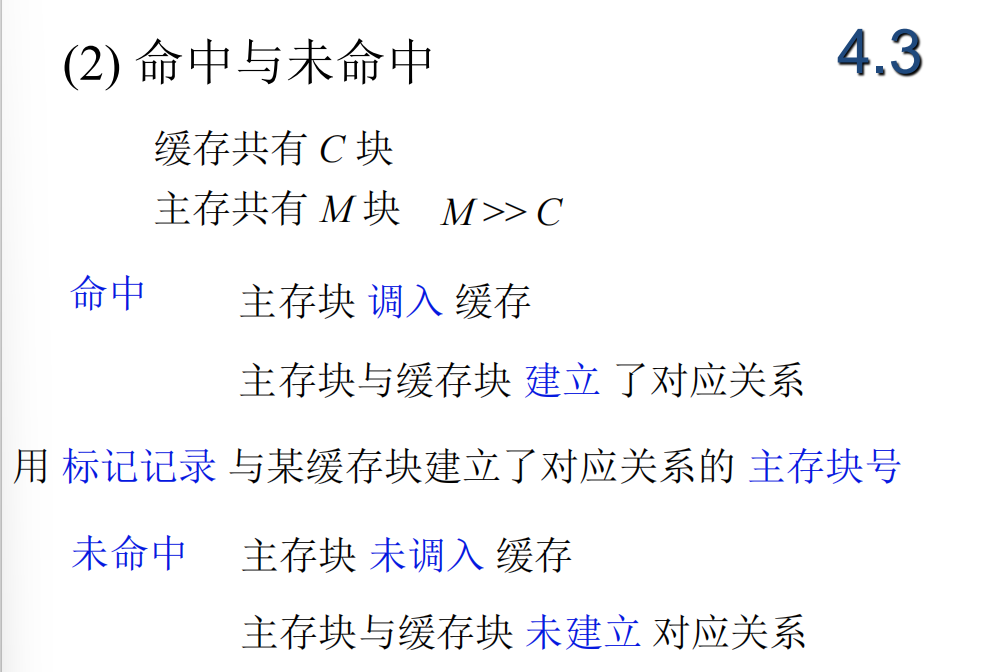 (2) 命中与未命中 4.3
缓存共有 C 块
主存共有 M 块 M >> C
命中 主存块 调入 缓存
主存块与缓存块 建立 了对应关系
用 标记记录 与某缓存块建立了对应关系的 主存块号
未命中 主存块 未调入 缓存
主存块与缓存块 未建立 对应关系